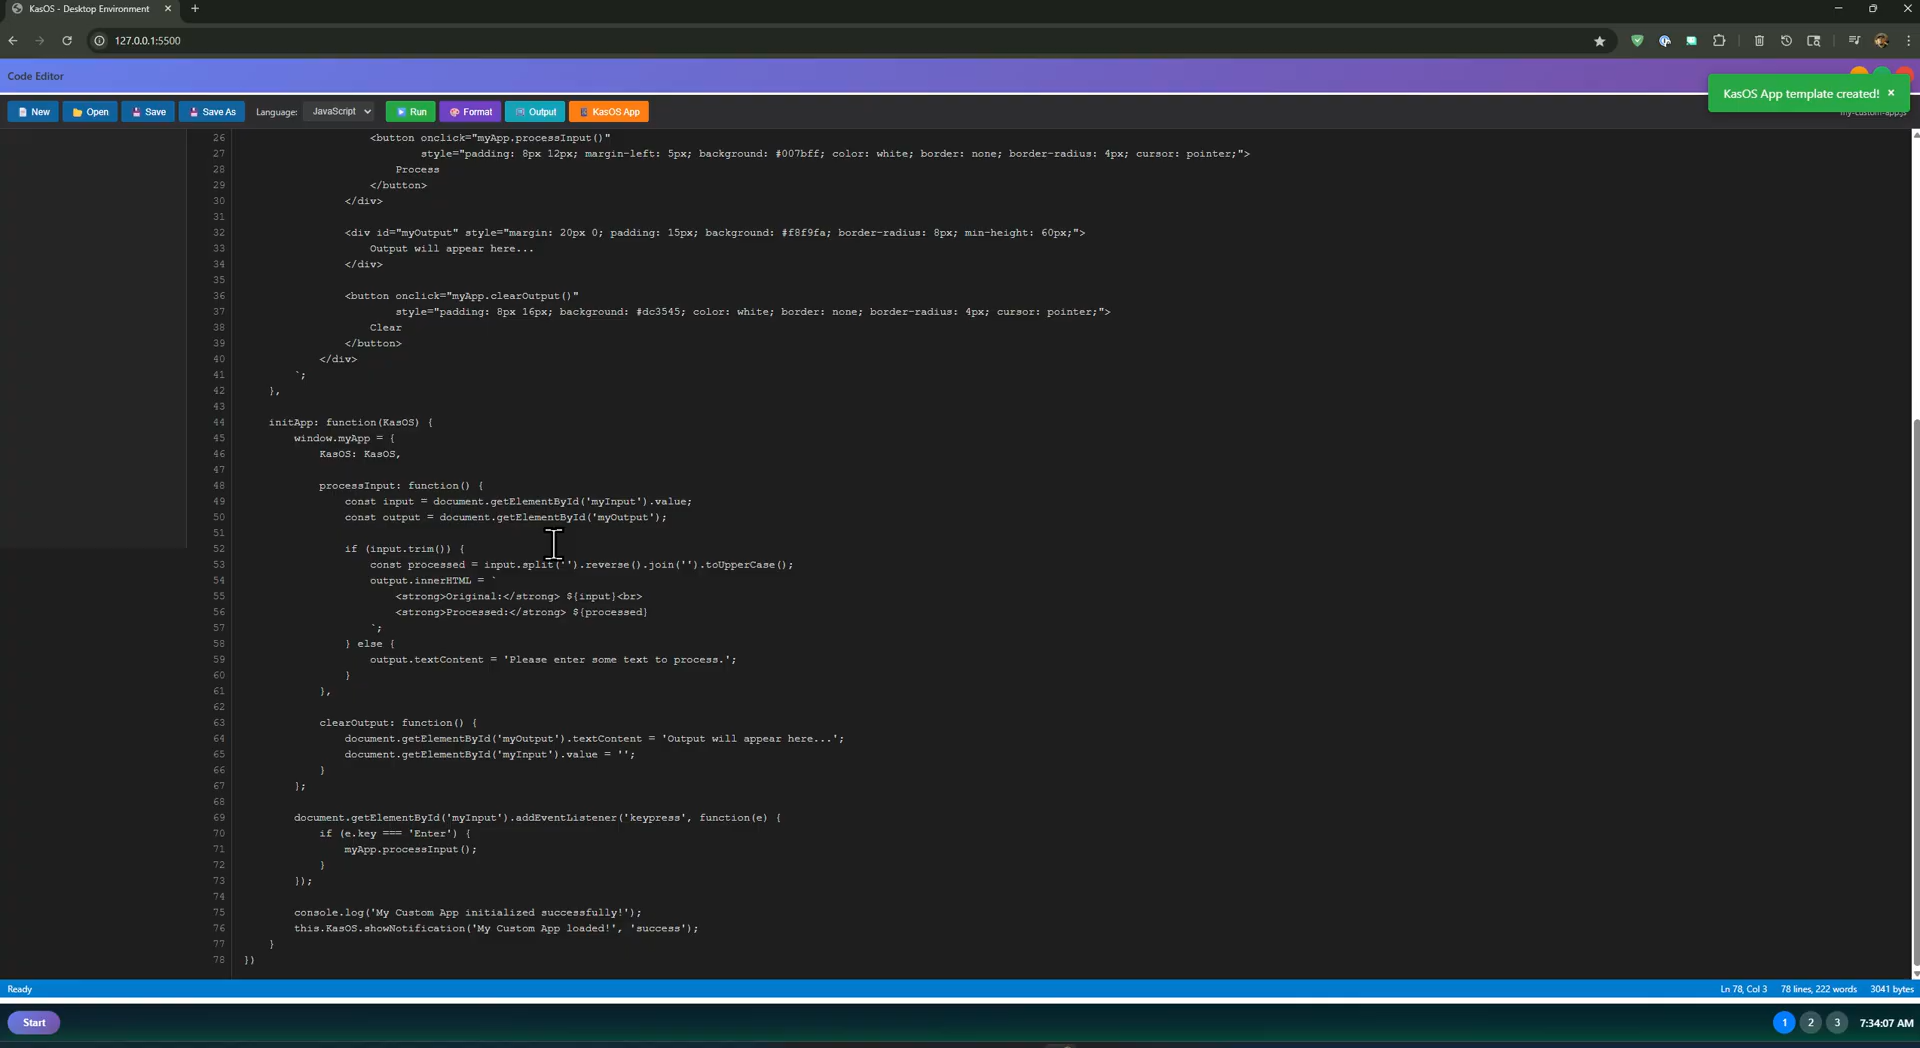 KasOS - Desktop Environment
127.0.0.1:5500
Code Editor
KasOS App template created! ×
New Open Save Save As Language: JavaScript Run Format Output KasOS App
my-custom-app.js
26 <button onclick="myApp.processInput()"
27 style="padding: 8px 12px; margin-left: 5px; background: #007bff; color: white; border: none; border-radius: 4px; cursor: pointer;">
28 Process
29 </button>
30 </div>
31
32 <div id="myOutput" style="margin: 20px 0; padding: 15px; background: #f8f9fa; border-radius: 8px; min-height: 60px;">
33 Output will appear here...
34 </div>
35
36 <button onclick="myApp.clearOutput()"
37 style="padding: 8px 16px; background: #dc3545; color: white; border: none; border-radius: 4px; cursor: pointer;">
38 Clear
39 </button>
40 </div>
41 `;
42 },
43
44 initApp: function(KasOS) {
45 window.myApp = {
46 KasOS: KasOS,
47
48 processInput: function() {
49 const input = document.getElementById('myInput').value;
50 const output = document.getElementById('myOutput');
51
52 if (input.trim()) {
53 const processed = input.split('').reverse().join('').toUpperCase();
54 output.innerHTML = `
55 <strong>Original:</strong> ${input}<br>
56 <strong>Processed:</strong> ${processed}
57 `;
58 } else {
59 output.textContent = 'Please enter some text to process.';
60 }
61 },
62
63 clearOutput: function() {
64 document.getElementById('myOutput').textContent = 'Output will appear here...';
65 document.getElementById('myInput').value = '';
66 }
67 };
68
69 document.getElementById('myInput').addEventListener('keypress', function(e) {
70 if (e.key === 'Enter') {
71 myApp.processInput();
72 }
73 });
74
75 console.log('My Custom App initialized successfully!');
76 this.KasOS.showNotification('My Custom App loaded!', 'success');
77 }
78 })
Ready Ln 78, Col 3 78 lines, 222 words 3041 bytes
Start 1 2 3 7:34:07 AM